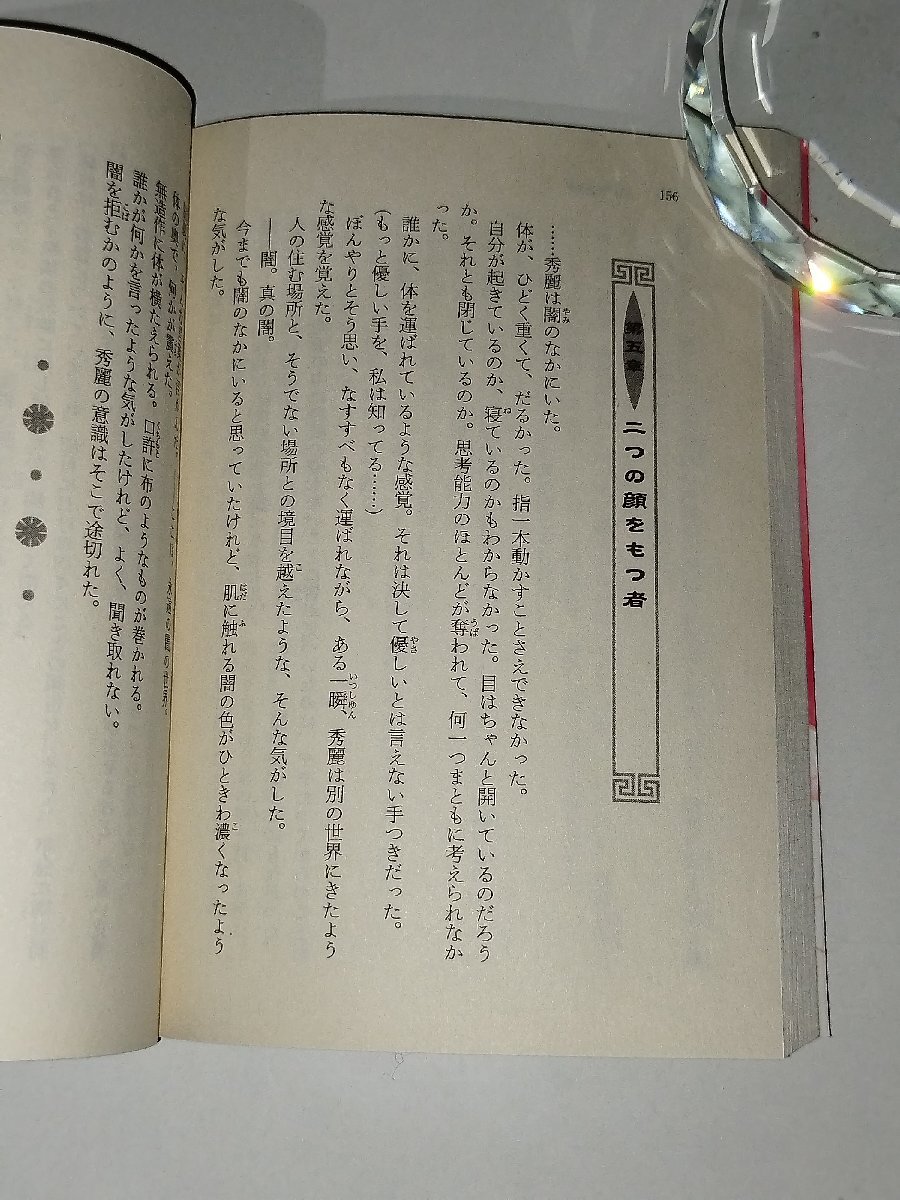 156
第五章 二つの顔をもつ者
……秀麗は闇のなかにいた。
体が、ひどく重くて、だるかった。指一本動かすことさえできなかった。
自分が起きているのか、寝ているのかもわからなかった。目はちゃんと開いているのだろう
か。それとも閉じているのか。思考能力のほとんどが奪われて、何一つまともに考えられなか
った。
誰かに、体を運ばれているような感覚。それは決して優しいとは言えない手つきだった。
(もっと優しい手を、私は知ってる……)
ぼんやりとそう思い、なすすべもなく運ばれながら、ある一瞬、秀麗は別の世界にきたよう
な感覚を覚えた。
人の住む場所と、そうでない場所との境目を越えたような、そんな気がした。
――闇。真の闇。
今までも闇のなかにいると思っていたけれど、肌に触れる闇の色がひときわ濃くなったよう
な気がした。
体の奥で、何かが震えた。
無造作に体が横たえられる。口許に布のようなものが巻かれる。
誰かが何かを言ったような気がしたけれど、よく、聞き取れない。
闇を拒むかのように、秀麗の意識はそこで途切れた。